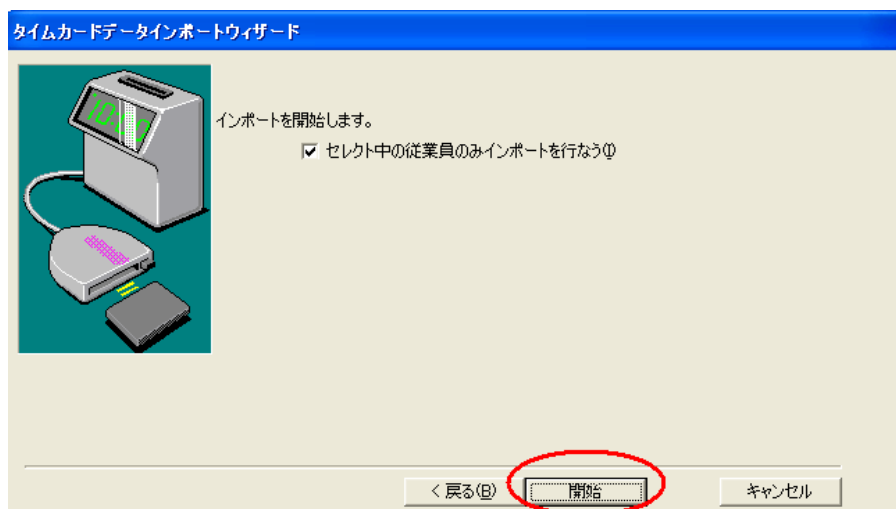 タイムカードデータインポートウィザード
10:00
インポートを開始します。
セレクト中の従業員のみインポートを行なう(I)
< 戻る(B)
開始
キャンセル